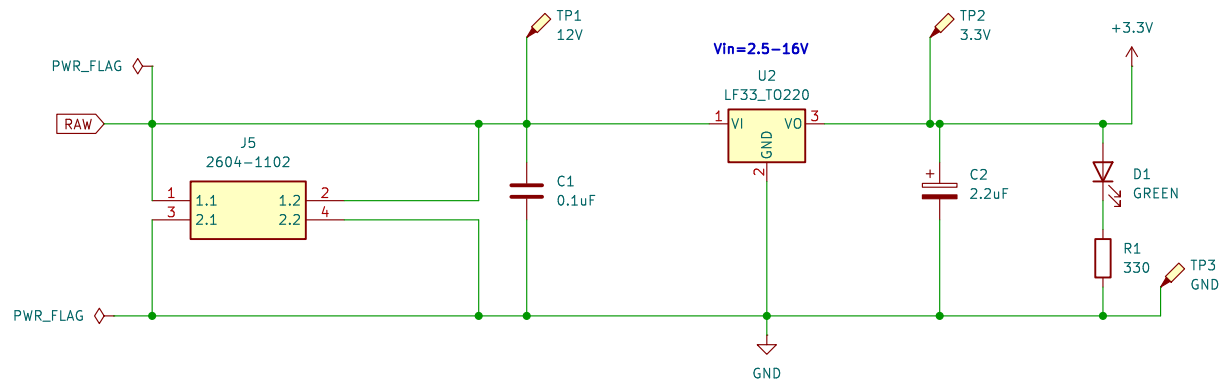 TP1
12V
TP2
3.3V
+3.3V
Vin=2.5-16V
PWR_FLAG
U2
LF33_TO220
RAW
1
VI
VO
3
GND
2
J5
2604-1102
1
1.1
1.2
2
3
2.1
2.2
4
C1
0.1uF
+
C2
2.2uF
D1
GREEN
R1
330
TP3
GND
PWR_FLAG
GND